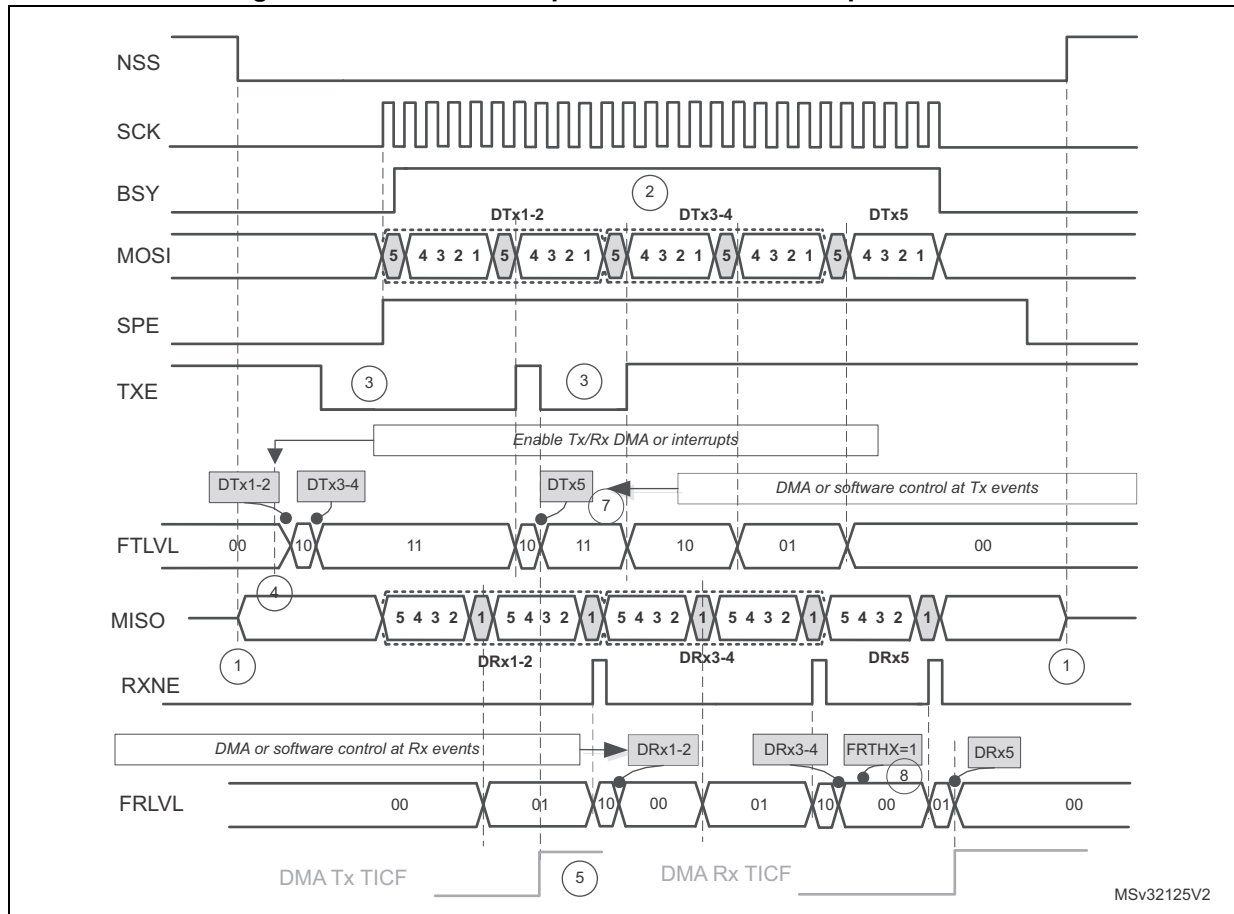 NSS
SCK
BSY
2
DTx1-2
DTx3-4
DTx5
MOSI
5 4 3 2 1 5 4 3 2 1 5 4 3 2 1 5 4 3 2 1 5 4 3 2 1
SPE
TXE
3
3
Enable Tx/Rx DMA or interrupts
DTx1-2
DTx3-4
DTx5
DMA or software control at Tx events
7
FTLVL
00 10 11 10 11 10 01 00
4
MISO
5 4 3 2 1 5 4 3 2 1 5 4 3 2 1 5 4 3 2 1 5 4 3 2 1
1
DRx1-2
DRx3-4
DRx5
1
RXNE
DMA or software control at Rx events
DRx1-2
DRx3-4
FRTHX=1
DRx5
8
FRLVL
00 01 10 00 01 10 00 01 00
DMA Tx TICF
5
DMA Rx TICF
MSv32125V2